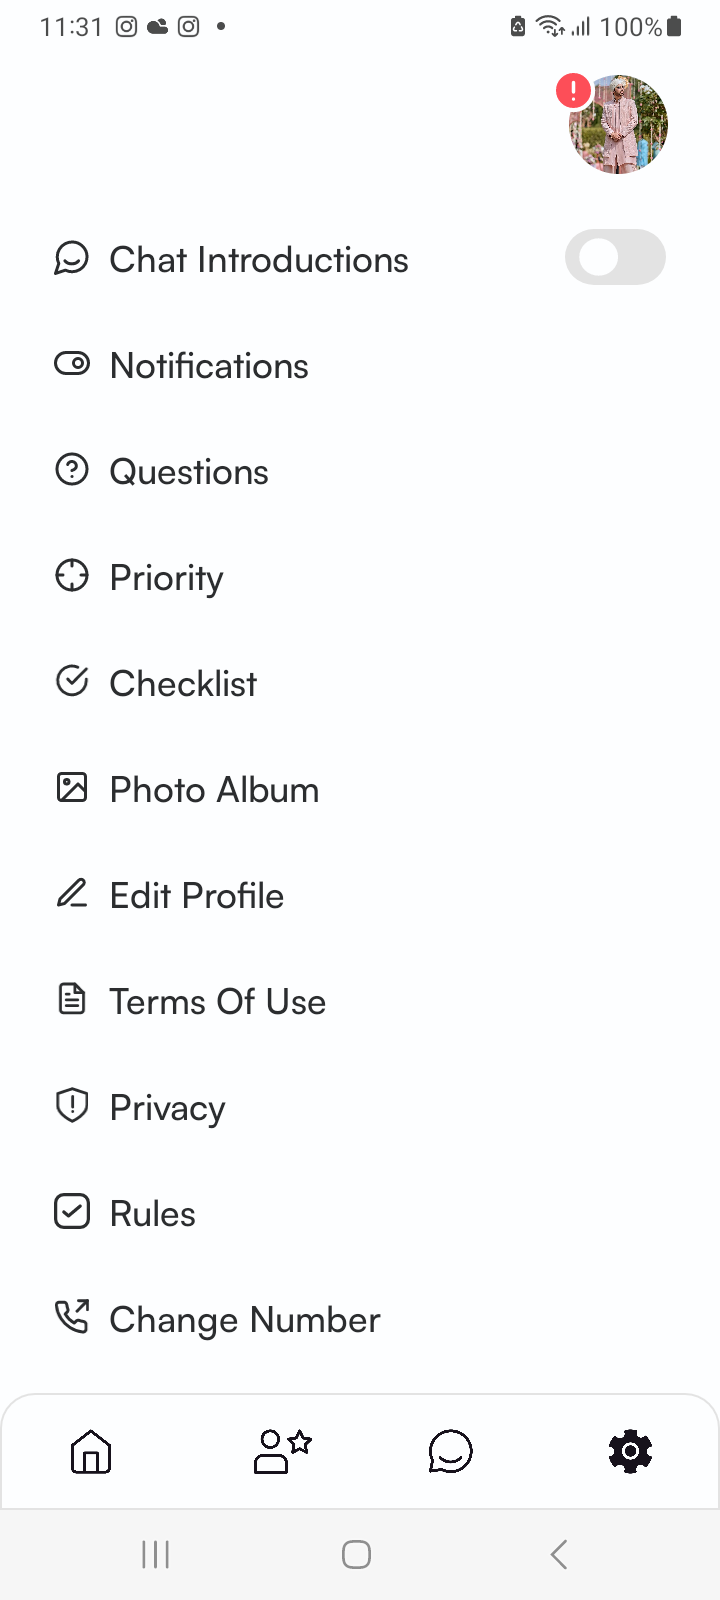 11:31
100%
Chat Introductions
Notifications
Questions
Priority
Checklist
Photo Album
Edit Profile
Terms Of Use
Privacy
Rules
Change Number